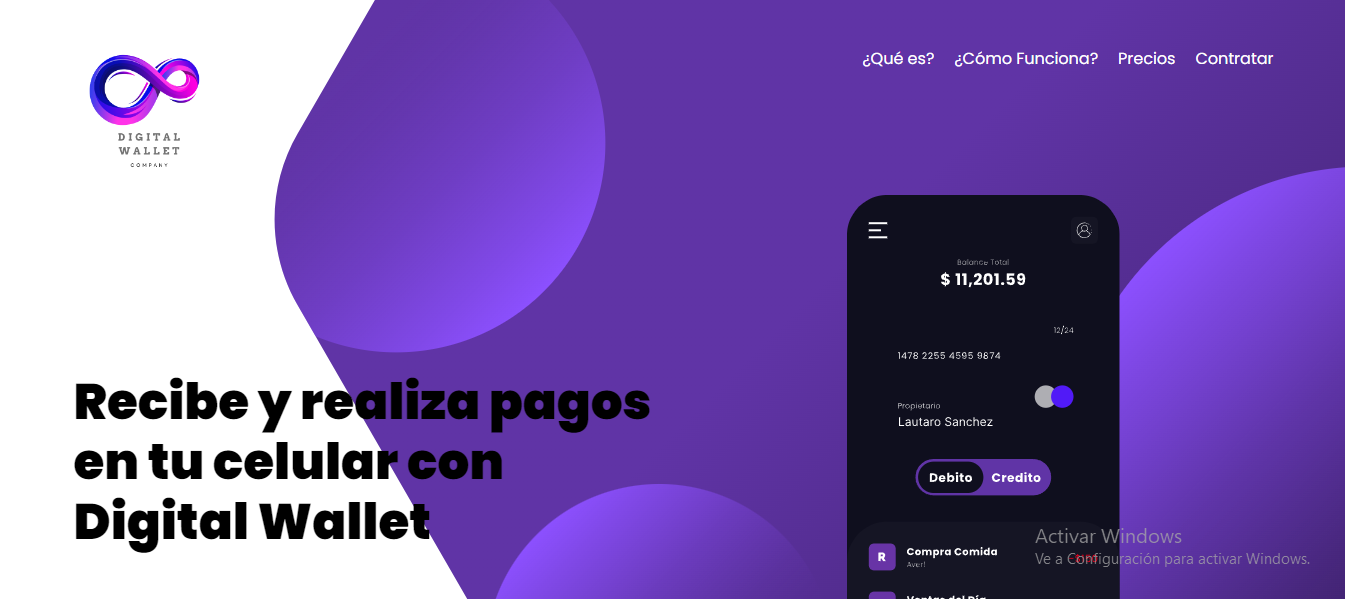 DIGITAL
WALLET
COMPANY
¿Qué es? ¿Cómo Funciona? Precios Contratar
Recibe y realiza pagos
en tu celular con
Digital Wallet
Balance Total
$ 11,201.59
12/24
1478 2255 4595 9874
Propietario
Lautaro Sanchez
Debito Credito
R Compra Comida
Aver!
Activar Windows
Ve a Configuración para activar Windows.